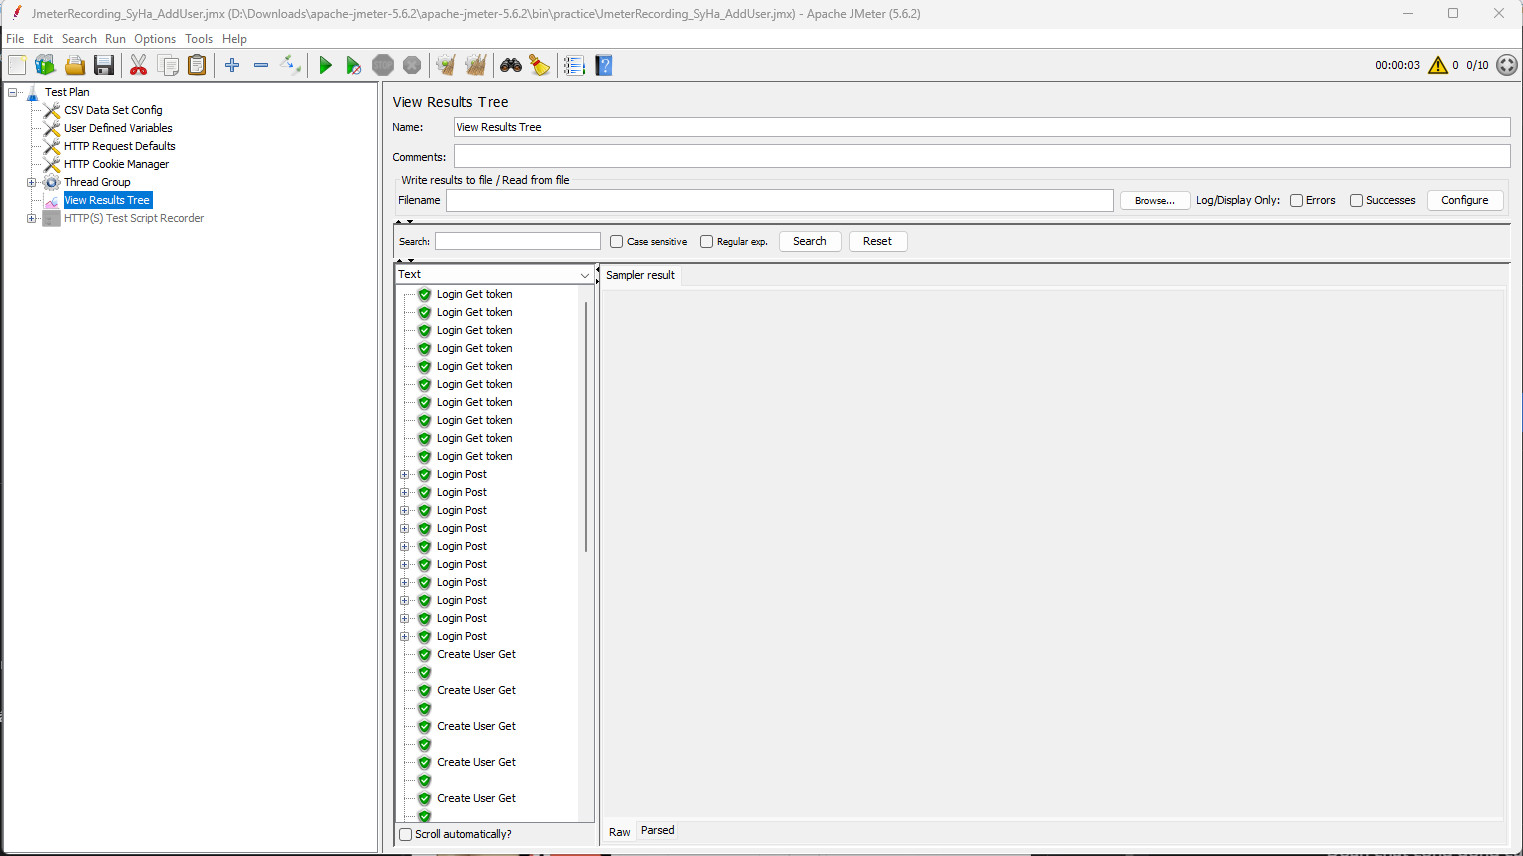 JmeterRecording_SyHa_AddUser.jmx (D:\Downloads\apache-jmeter-5.6.2\apache-jmeter-5.6.2\bin\practice\JmeterRecording_SyHa_AddUser.jmx) - Apache JMeter (5.6.2)
File Edit Search Run Options Tools Help
STOP ? 00:00:03 0 0/10
Test Plan
CSV Data Set Config
User Defined Variables
HTTP Request Defaults
HTTP Cookie Manager
Thread Group
View Results Tree
HTTP(S) Test Script Recorder
View Results Tree
Name: View Results Tree
Comments:
Write results to file / Read from file
Filename Browse... Log/Display Only: Errors Successes Configure
Search: Case sensitive Regular exp. Search Reset
Text
Login Get token
Login Get token
Login Get token
Login Get token
Login Get token
Login Get token
Login Get token
Login Get token
Login Get token
Login Get token
Login Post
Login Post
Login Post
Login Post
Login Post
Login Post
Login Post
Login Post
Login Post
Login Post
Create User Get
Create User Get
Create User Get
Create User Get
Create User Get
Scroll automatically?
Sampler result
Raw Parsed